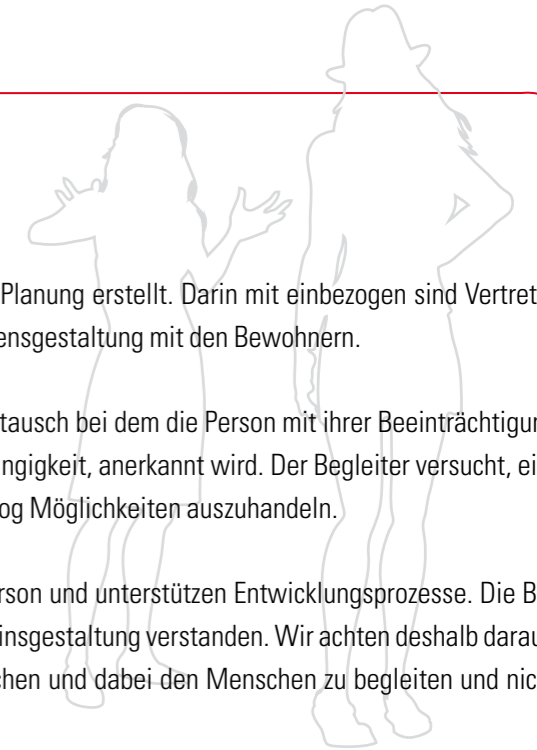 Planung erstellt. Darin mit einbezogen sind Vertret
ensgestaltung mit den Bewohnern.
tausch bei dem die Person mit ihrer Beeinträchtigun
ngigkeit, anerkannt wird. Der Begleiter versucht, ei
og Möglichkeiten auszuhandeln.
rson und unterstützen Entwicklungsprozesse. Die B
insgestaltung verstanden. Wir achten deshalb darau
chen und dabei den Menschen zu begleiten und nic